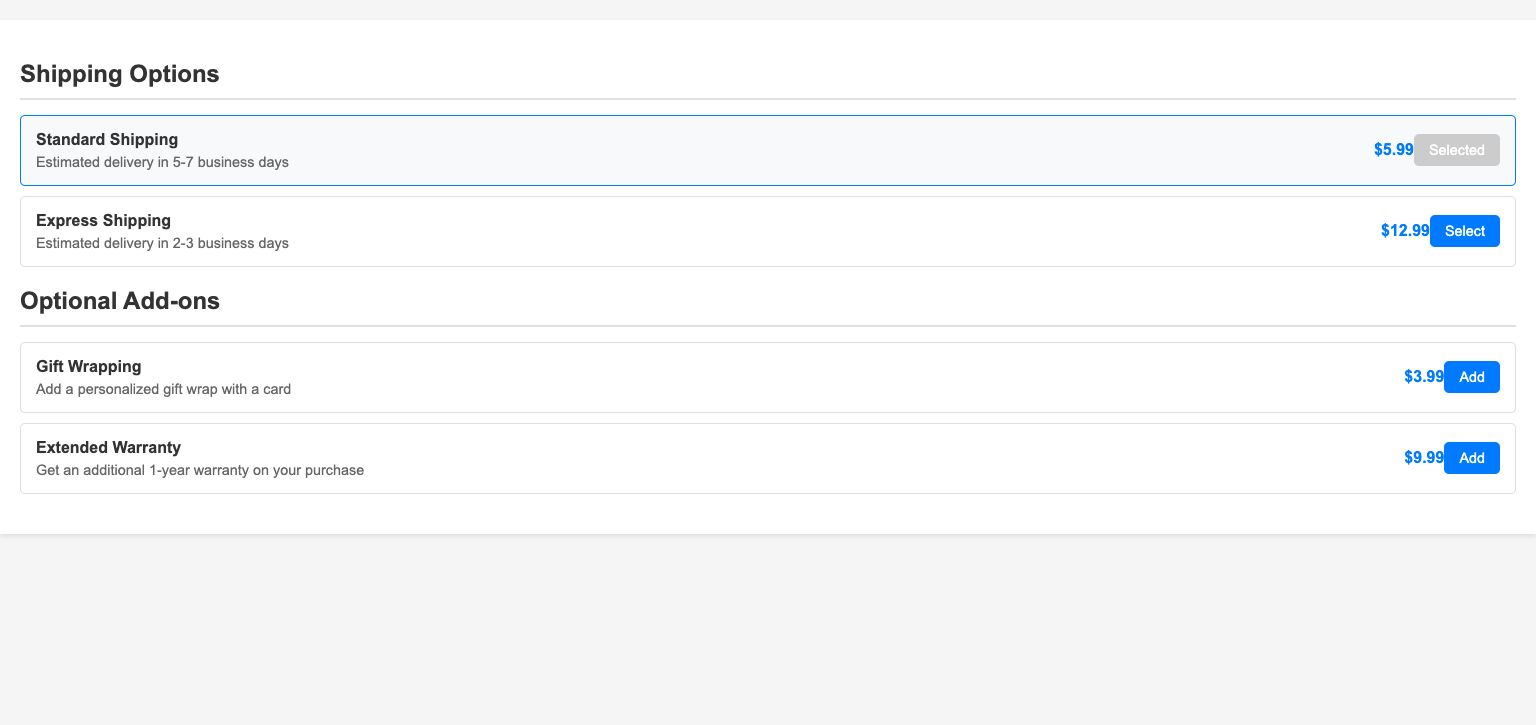 Shipping Options
Standard Shipping
Estimated delivery in 5-7 business days
$5.99 Selected
Express Shipping
Estimated delivery in 2-3 business days
$12.99 Select
Optional Add-ons
Gift Wrapping
Add a personalized gift wrap with a card
$3.99 Add
Extended Warranty
Get an additional 1-year warranty on your purchase
$9.99 Add